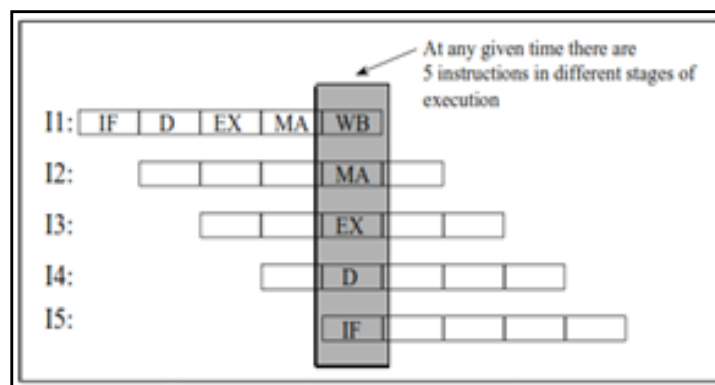 At any given time there are
5 instructions in different stages of
execution
I1: IF D EX MA WB
I2: MA
I3: EX
I4: D
I5: IF